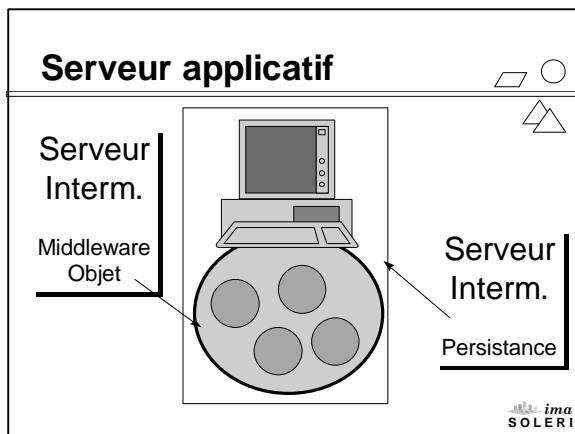 Serveur applicatif
Serveur
Interm.
Middleware
Objet
Serveur
Interm.
Persistance
ima
SOLERI